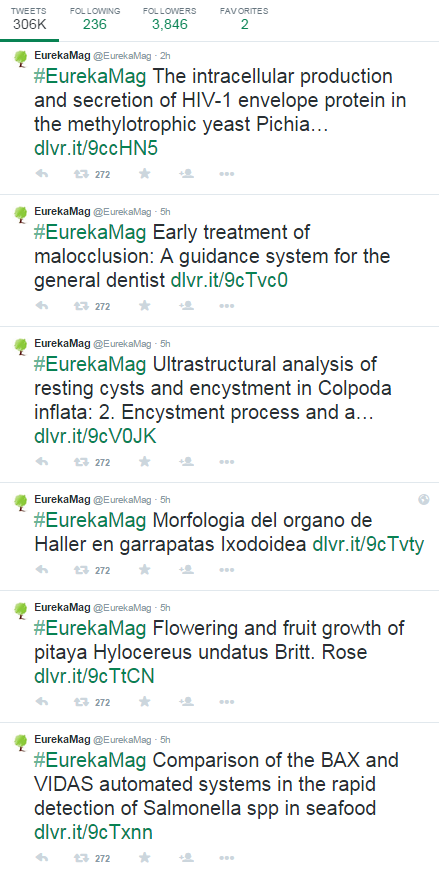 TWEETS FOLLOWING FOLLOWERS FAVORITES
306K 236 3,846 2
EurekaMag @EurekaMag · 2h
#EurekaMag The intracellular production
and secretion of HIV-1 envelope protein in
the methylotrophic yeast Pichia…
dlvr.it/9ccHN5
272
EurekaMag @EurekaMag · 5h
#EurekaMag Early treatment of
malocclusion: A guidance system for the
general dentist dlvr.it/9cTvc0
272
EurekaMag @EurekaMag · 5h
#EurekaMag Ultrastructural analysis of
resting cysts and encystment in Colpoda
inflata: 2. Encystment process and a…
dlvr.it/9cV0JK
272
EurekaMag @EurekaMag · 5h
#EurekaMag Morfologia del organo de
Haller en garrapatas Ixodoidea dlvr.it/9cTvty
272
EurekaMag @EurekaMag · 5h
#EurekaMag Flowering and fruit growth of
pitaya Hylocereus undatus Britt. Rose
dlvr.it/9cTtCN
272
EurekaMag @EurekaMag · 5h
#EurekaMag Comparison of the BAX and
VIDAS automated systems in the rapid
detection of Salmonella spp in seafood
dlvr.it/9cTxnn
272